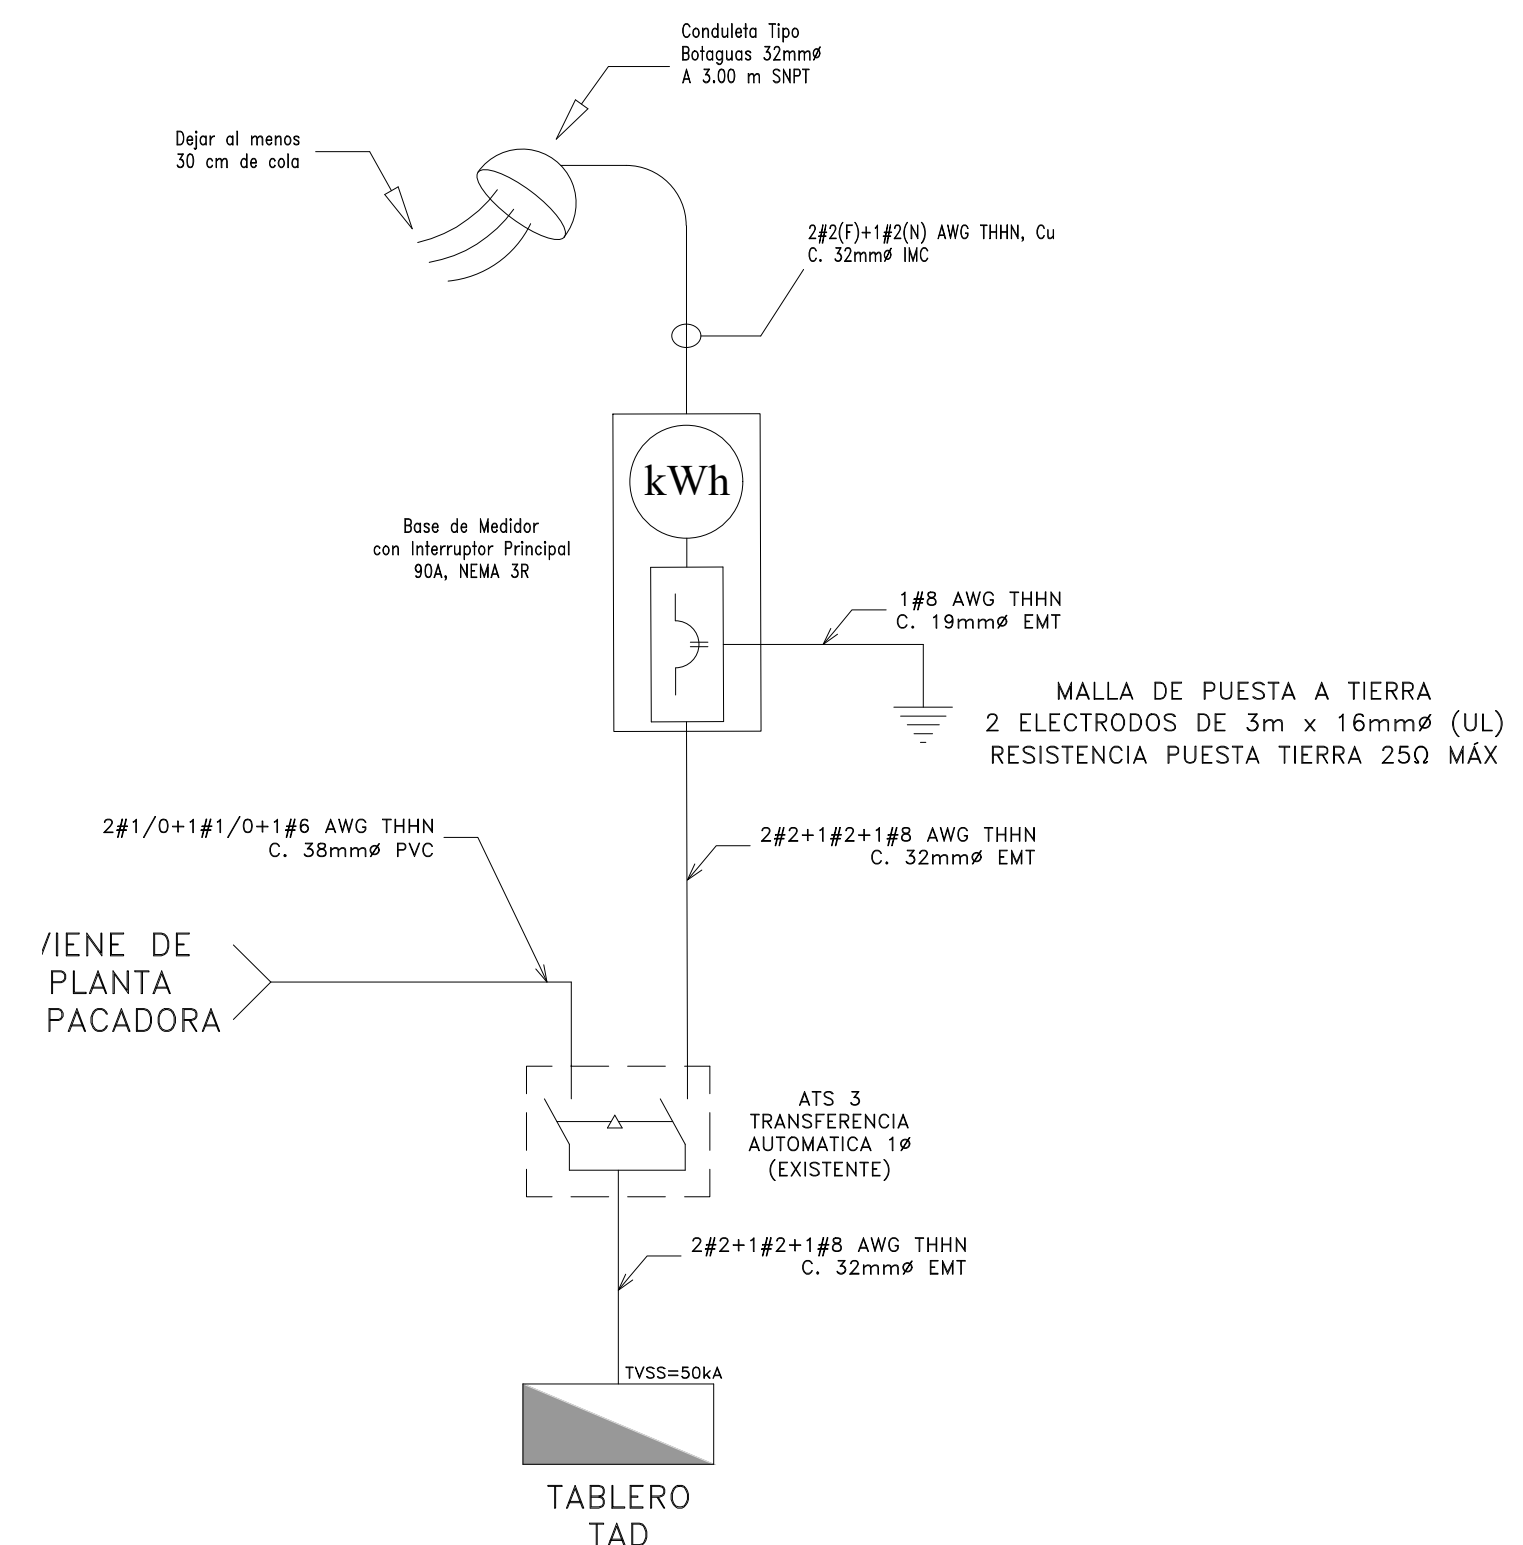 Conduleta Tipo
Botaguas 32mmø
A 3.00 m SNPT
Dejar al menos
30 cm de cola
2#2(F)+1#2(N) AWG THHN, Cu
C. 32mmø IMC
kWh
Base de Medidor
con Interruptor Principal
90A, NEMA 3R
1#8 AWG THHN
C. 19mmø EMT
MALLA DE PUESTA A TIERRA
2 ELECTRODOS DE 3m x 16mmø (UL)
RESISTENCIA PUESTA TIERRA 25Ω MÁX
2#1/0+1#1/0+1#6 AWG THHN
C. 38mmø PVC
2#2+1#2+1#8 AWG THHN
C. 32mmø EMT
IENE DE
PLANTA
PACADORA
ATS 3
TRANSFERENCIA
AUTOMATICA 1ø
(EXISTENTE)
2#2+1#2+1#8 AWG THHN
C. 32mmø EMT
TVSS=50kA
TABLERO
TAD